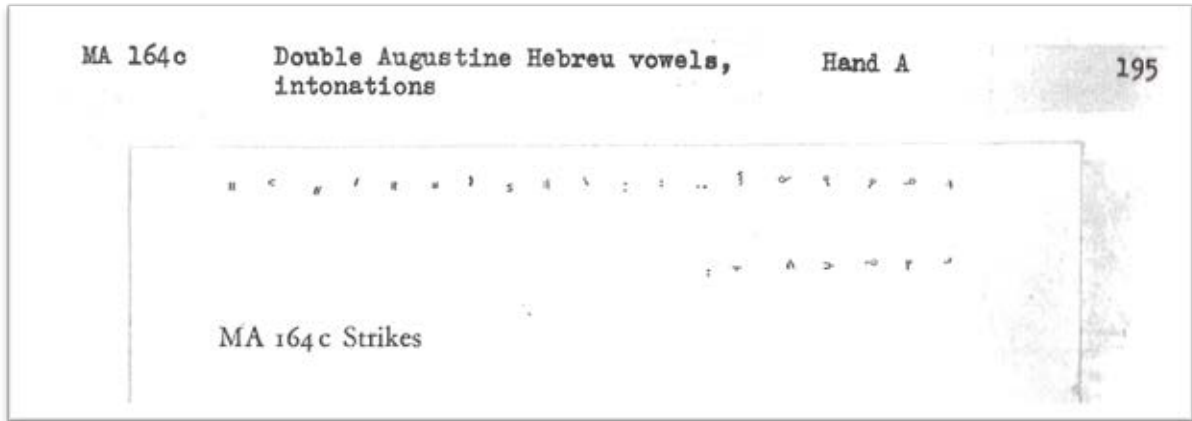 MA 164c Double Augustine Hebreu vowels, Hand A 195
intonations
MA 164c Strikes